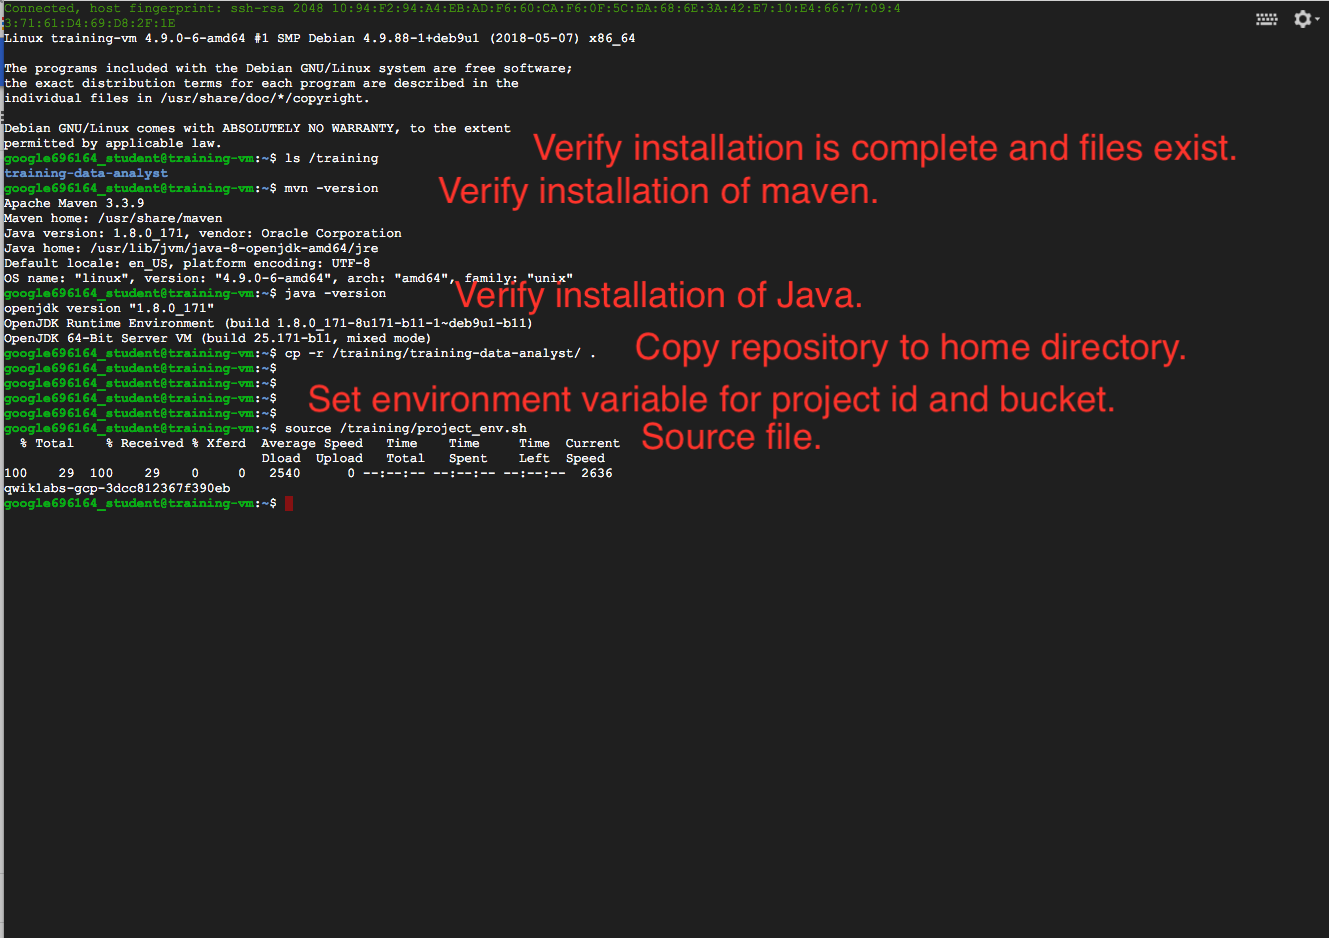 Connected, host fingerprint: ssh-rsa 2048 10:94:F2:94:A4:EB:AD:F6:60:CA:F6:0F:5C:EA:68:6E:3A:42:E7:10:E4:66:77:09:4
3:71:61:D4:69:D8:2F:1E
Linux training-vm 4.9.0-6-amd64 #1 SMP Debian 4.9.88-1+deb9u1 (2018-05-07) x86_64
The programs included with the Debian GNU/Linux system are free software;
the exact distribution terms for each program are described in the
individual files in /usr/share/doc/*/copyright.
Debian GNU/Linux comes with ABSOLUTELY NO WARRANTY, to the extent
permitted by applicable law.
Verify installation is complete and files exist.
google696164_student@training-vm:~$ ls /training
training-data-analyst
google696164_student@training-vm:~$ mvn -version
Verify installation of maven.
Apache Maven 3.3.9
Maven home: /usr/share/maven
Java version: 1.8.0_171, vendor: Oracle Corporation
Java home: /usr/lib/jvm/java-8-openjdk-amd64/jre
Default locale: en_US, platform encoding: UTF-8
OS name: "linux", version: "4.9.0-6-amd64", arch: "amd64", family: "unix"
google696164_student@training-vm:~$ java -version
Verify installation of Java.
openjdk version "1.8.0_171"
OpenJDK Runtime Environment (build 1.8.0_171-8u171-b11-1~deb9u1-b11)
OpenJDK 64-Bit Server VM (build 25.171-b11, mixed mode)
google696164_student@training-vm:~$ cp -r /training/training-data-analyst/ .
Copy repository to home directory.
google696164_student@training-vm:~$
google696164_student@training-vm:~$
google696164_student@training-vm:~$
Set environment variable for project id and bucket.
google696164_student@training-vm:~$
google696164_student@training-vm:~$ source /training/project_env.sh
Source file.
% Total % Received % Xferd Average Speed Time Time Time Current
Dload Upload Total Spent Left Speed
100 29 100 29 0 0 2540 0 --:--:-- --:--:-- --:--:-- 2636
qwiklabs-gcp-3dcc812367f390eb
google696164_student@training-vm:~$